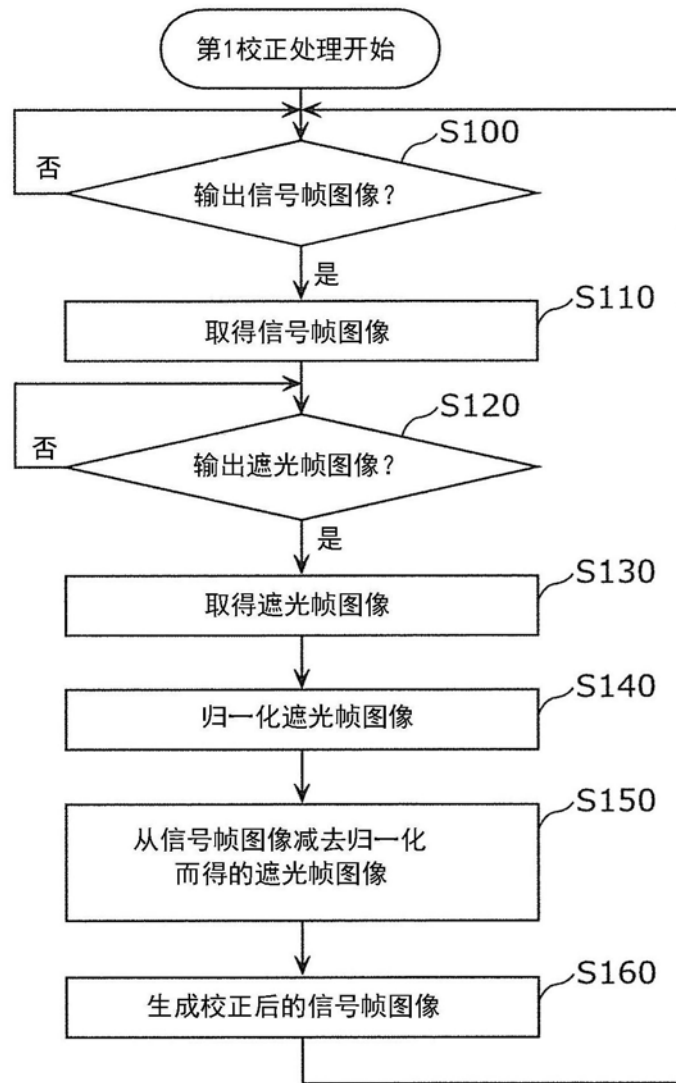 第1校正处理开始
S100
否
输出信号帧图像?
是
S110
取得信号帧图像
S120
否
输出遮光帧图像?
是
S130
取得遮光帧图像
S140
归一化遮光帧图像
S150
从信号帧图像减去归一化
而得的遮光帧图像
S160
生成校正后的信号帧图像